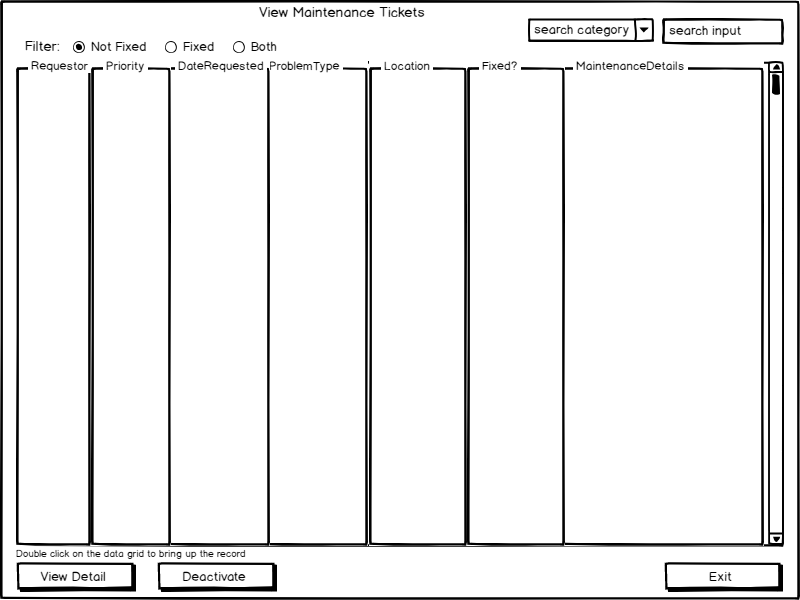 View Maintenance Tickets
search category
search input
Filter: Not Fixed Fixed Both
Requestor Priority DateRequested ProblemType Location Fixed? MaintenanceDetails
Double click on the data grid to bring up the record
View Detail Deactivate Exit